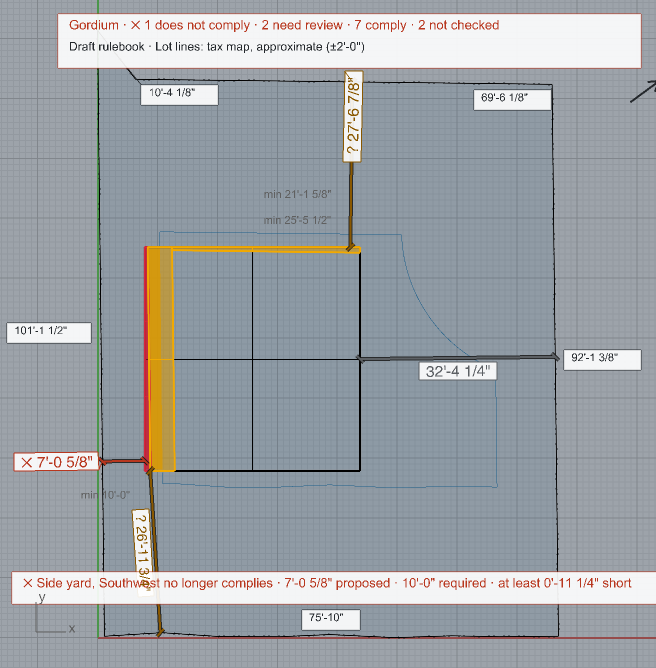 Gordium · ✕ 1 does not comply · 2 need review · 7 comply · 2 not checked
Draft rulebook · Lot lines: tax map, approximate (±2'-0")
10'-4 1/8"
69'-6 1/8"
? 27'-6 7/8"
min 21'-1 5/8"
min 25'-5 1/2"
101'-1 1/2"
92'-1 3/8"
32'-4 1/4"
✕ 7'-0 5/8"
min 10'-0"
? 26'-11 3/4"
✕ Side yard, Southwest no longer complies · 7'-0 5/8" proposed · 10'-0" required · at least 0'-11 1/4" short
y
x
75'-10"